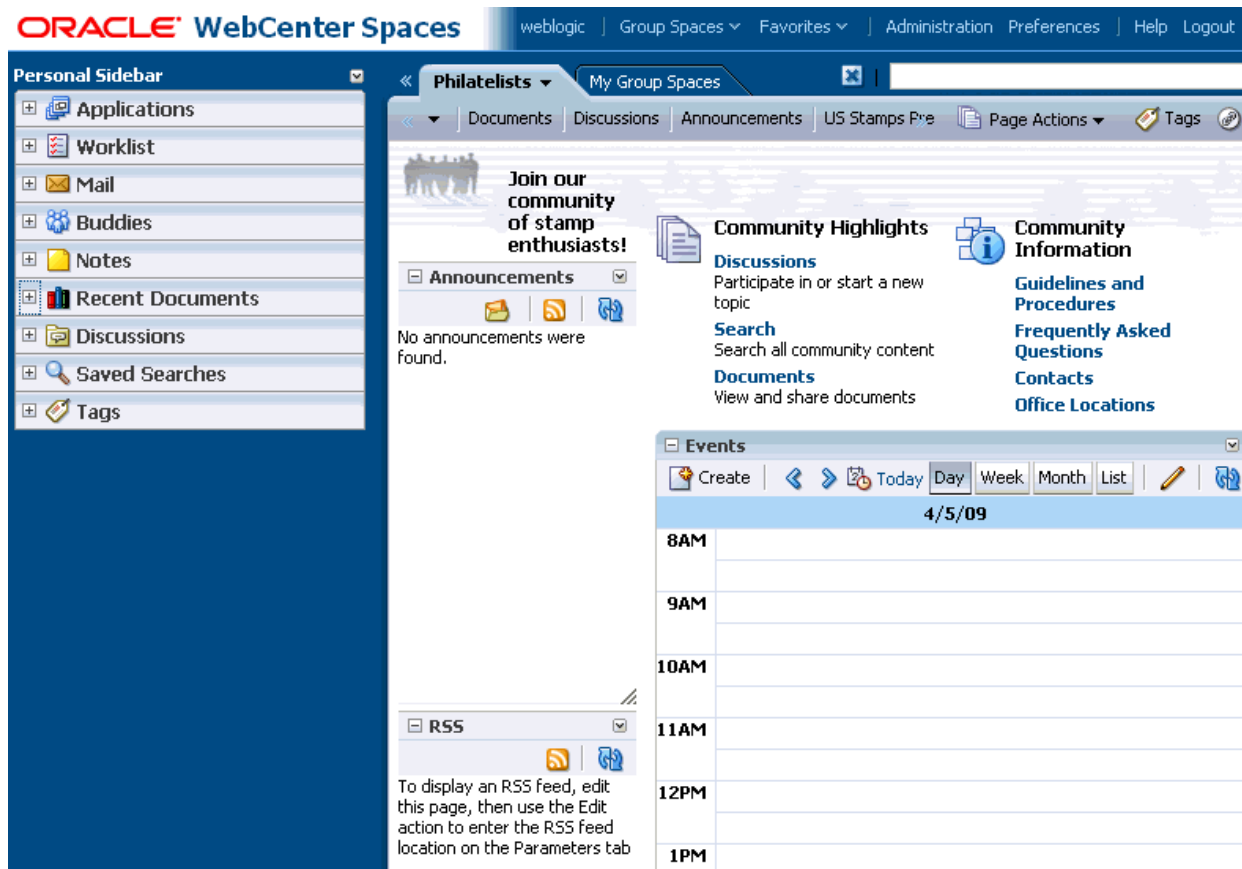 ORACLE WebCenter Spaces
weblogic Group Spaces Favorites Administration Preferences Help Logout
Personal Sidebar
Applications
Worklist
Mail
Buddies
Notes
Recent Documents
Discussions
Saved Searches
Tags
Philatelists My Group Spaces
Documents Discussions Announcements US Stamps Pre Page Actions Tags
Join our
community
of stamp
enthusiasts!
Announcements
No announcements were
found.
RSS
To display an RSS feed, edit
this page, then use the Edit
action to enter the RSS feed
location on the Parameters tab
Community Highlights
Discussions
Participate in or start a new
topic
Search
Search all community content
Documents
View and share documents
Community
Information
Guidelines and
Procedures
Frequently Asked
Questions
Contacts
Office Locations
Events
Create Today Day Week Month List
4/5/09
8AM
9AM
10AM
11AM
12PM
1PM